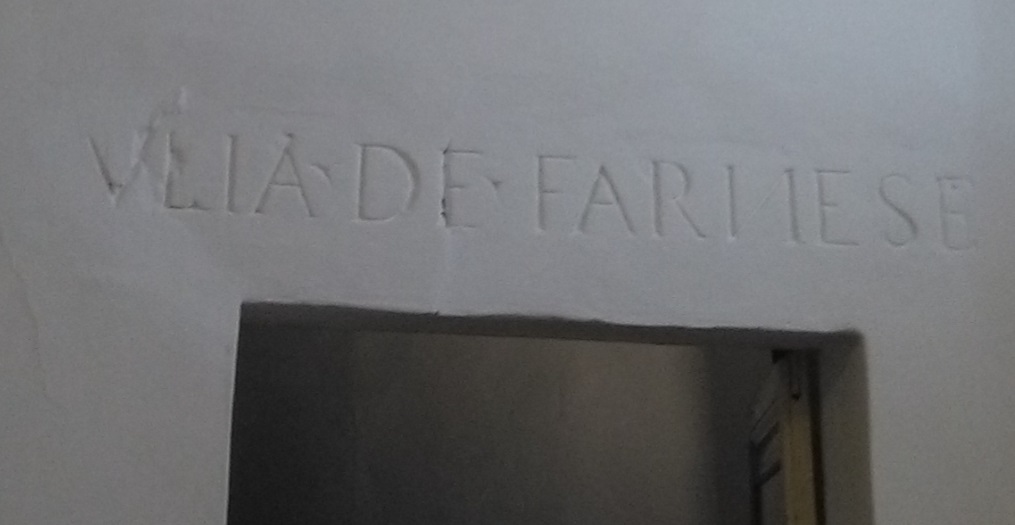 VLIA · DE · FARNESE